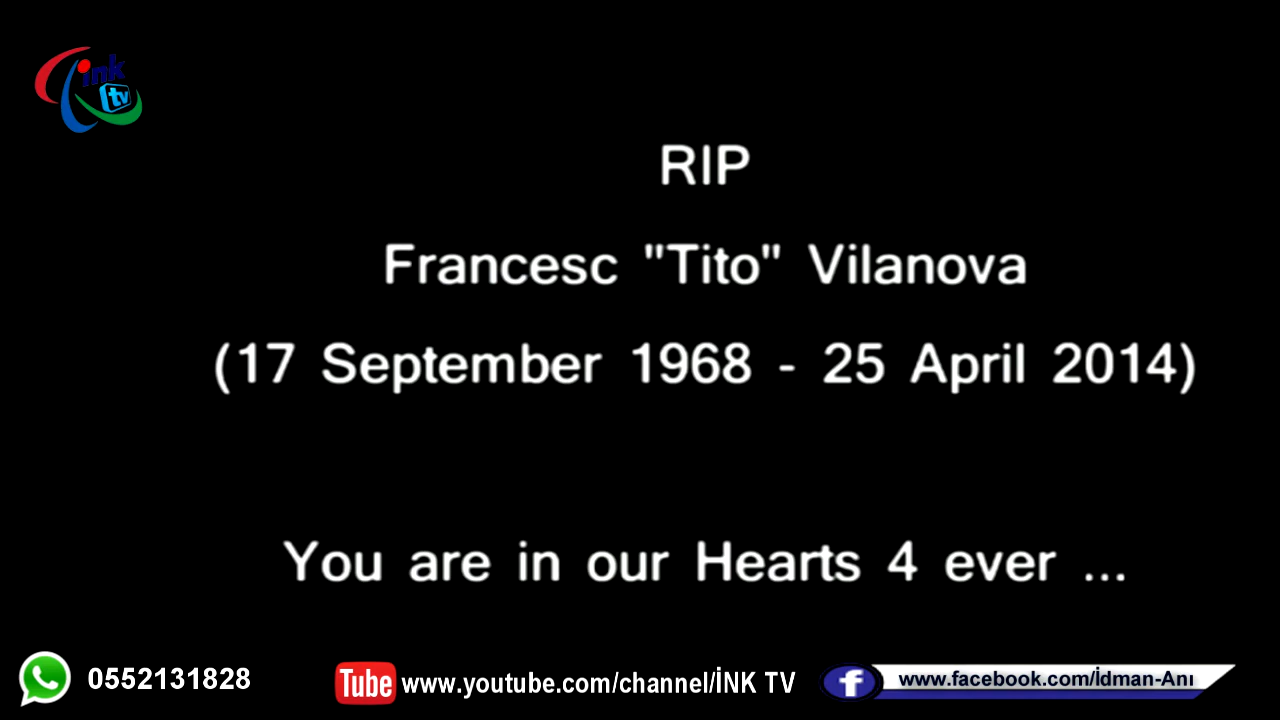 ink
tv
RIP
Francesc "Tito" Vilanova
(17 September 1968 - 25 April 2014)
You are in our Hearts 4 ever ...
0552131828
Tube www.youtube.com/channel/İNK TV
f www.facebook.com/İdman-Anı